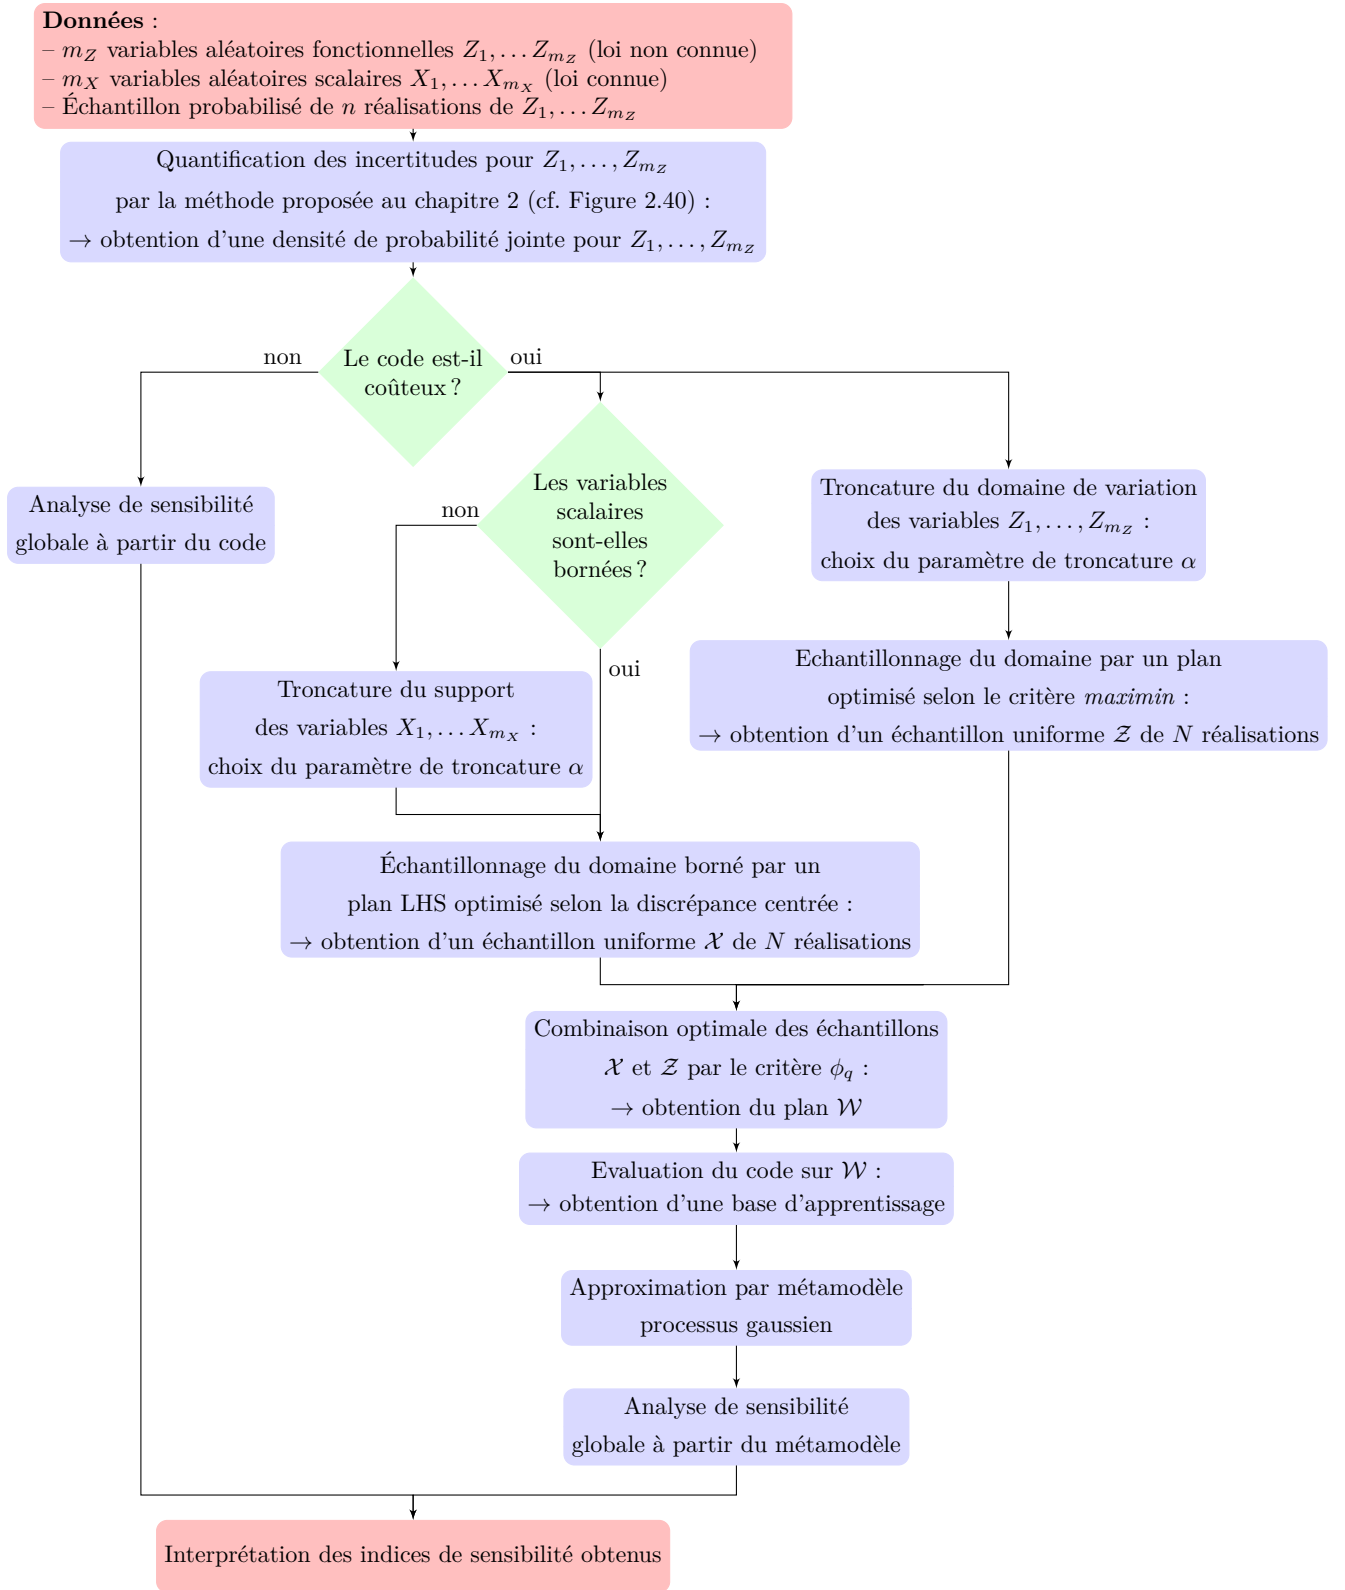 Données :
– m_Z variables aléatoires fonctionnelles Z_1, … Z_{m_Z} (loi non connue)
– m_X variables aléatoires scalaires X_1, … X_{m_X} (loi connue)
– Échantillon probabilisé de n réalisations de Z_1, … Z_{m_Z}
Quantification des incertitudes pour Z_1, …, Z_{m_Z}
par la méthode proposée au chapitre 2 (cf. Figure 2.40) :
→ obtention d'une densité de probabilité jointe pour Z_1, …, Z_{m_Z}
non
Le code est-il
coûteux ?
oui
Analyse de sensibilité
globale à partir du code
non
Les variables
scalaires
sont-elles
bornées ?
oui
Troncature du domaine de variation
des variables Z_1, …, Z_{m_Z} :
choix du paramètre de troncature α
Echantillonnage du domaine par un plan
optimisé selon le critère maximin :
→ obtention d'un échantillon uniforme 𝒵 de N réalisations
Troncature du support
des variables X_1, … X_{m_X} :
choix du paramètre de troncature α
Échantillonnage du domaine borné par un
plan LHS optimisé selon la discrépance centrée :
→ obtention d'un échantillon uniforme 𝒳 de N réalisations
Combinaison optimale des échantillons
𝒳 et 𝒵 par le critère ϕ_q :
→ obtention du plan 𝒲
Evaluation du code sur 𝒲 :
→ obtention d'une base d'apprentissage
Approximation par métamodèle
processus gaussien
Analyse de sensibilité
globale à partir du métamodèle
Interprétation des indices de sensibilité obtenus